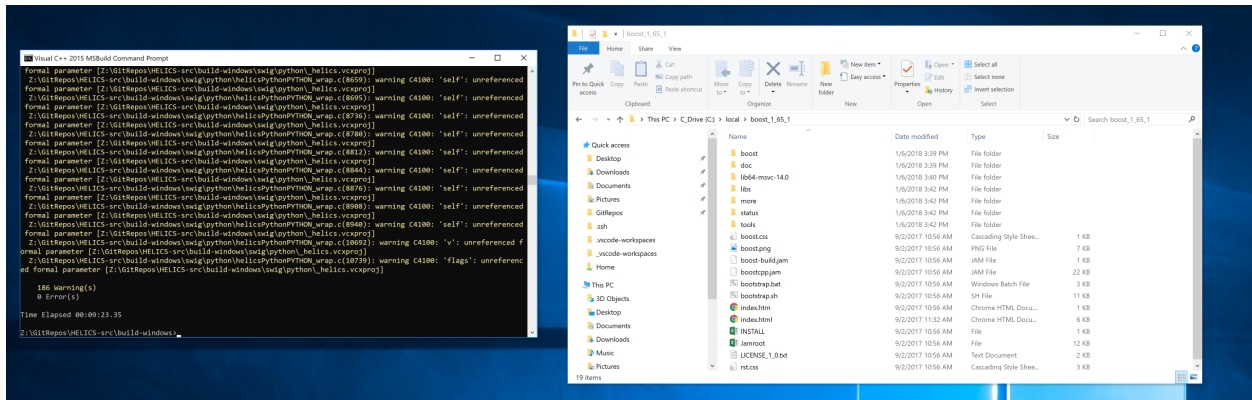 Visual C++ 2015 MSBuild Command Prompt
formal parameter [Z:\GitRepos\HELICS-src\build-windows\swig\python\_helics.vcxproj]
Z:\GitRepos\HELICS-src\build-windows\swig\python\helicsPythonPYTHON_wrap.c(8659): warning C4100: 'self': unreferenced
formal parameter [Z:\GitRepos\HELICS-src\build-windows\swig\python\_helics.vcxproj]
Z:\GitRepos\HELICS-src\build-windows\swig\python\helicsPythonPYTHON_wrap.c(8695): warning C4100: 'self': unreferenced
formal parameter [Z:\GitRepos\HELICS-src\build-windows\swig\python\_helics.vcxproj]
Z:\GitRepos\HELICS-src\build-windows\swig\python\helicsPythonPYTHON_wrap.c(8736): warning C4100: 'self': unreferenced
formal parameter [Z:\GitRepos\HELICS-src\build-windows\swig\python\_helics.vcxproj]
Z:\GitRepos\HELICS-src\build-windows\swig\python\helicsPythonPYTHON_wrap.c(8780): warning C4100: 'self': unreferenced
formal parameter [Z:\GitRepos\HELICS-src\build-windows\swig\python\_helics.vcxproj]
Z:\GitRepos\HELICS-src\build-windows\swig\python\helicsPythonPYTHON_wrap.c(8812): warning C4100: 'self': unreferenced
formal parameter [Z:\GitRepos\HELICS-src\build-windows\swig\python\_helics.vcxproj]
Z:\GitRepos\HELICS-src\build-windows\swig\python\helicsPythonPYTHON_wrap.c(8844): warning C4100: 'self': unreferenced
formal parameter [Z:\GitRepos\HELICS-src\build-windows\swig\python\_helics.vcxproj]
Z:\GitRepos\HELICS-src\build-windows\swig\python\helicsPythonPYTHON_wrap.c(8876): warning C4100: 'self': unreferenced
formal parameter [Z:\GitRepos\HELICS-src\build-windows\swig\python\_helics.vcxproj]
Z:\GitRepos\HELICS-src\build-windows\swig\python\helicsPythonPYTHON_wrap.c(8908): warning C4100: 'self': unreferenced
formal parameter [Z:\GitRepos\HELICS-src\build-windows\swig\python\_helics.vcxproj]
Z:\GitRepos\HELICS-src\build-windows\swig\python\helicsPythonPYTHON_wrap.c(8940): warning C4100: 'self': unreferenced
formal parameter [Z:\GitRepos\HELICS-src\build-windows\swig\python\_helics.vcxproj]
Z:\GitRepos\HELICS-src\build-windows\swig\python\helicsPythonPYTHON_wrap.c(10692): warning C4100: 'v': unreferenced f
ormal parameter [Z:\GitRepos\HELICS-src\build-windows\swig\python\_helics.vcxproj]
Z:\GitRepos\HELICS-src\build-windows\swig\python\helicsPythonPYTHON_wrap.c(10739): warning C4100: 'flags': unreferenc
ed formal parameter [Z:\GitRepos\HELICS-src\build-windows\swig\python\_helics.vcxproj]
186 Warning(s)
0 Error(s)
Time Elapsed 00:09:23.35
Z:\GitRepos\HELICS-src\build-windows>
boost_1_65_1
File Home Share View
Pin to Quick access Copy Paste Cut Copy path Paste shortcut Move to Copy to Delete Rename New folder New item Easy access Properties Open Edit History Select all Select none Invert selection
Clipboard Organize New Open Select
This PC > C_Drive (C:) > local > boost_1_65_1 Search boost_1_65_1
Quick access
Desktop
Downloads
Documents
Pictures
GitRepos
.ssh
.vscode-workspaces
_vscode-workspaces
Home
This PC
3D Objects
Desktop
Documents
Downloads
Music
Pictures
Name Date modified Type Size
boost 1/6/2018 3:39 PM File folder
doc 1/6/2018 3:39 PM File folder
lib64-msvc-14.0 1/6/2018 3:40 PM File folder
libs 1/6/2018 3:42 PM File folder
more 1/6/2018 3:42 PM File folder
status 1/6/2018 3:42 PM File folder
tools 1/6/2018 3:42 PM File folder
boost.css 9/2/2017 10:56 AM Cascading Style Shee... 1 KB
boost.png 9/2/2017 10:56 AM PNG File 7 KB
boost-build.jam 9/2/2017 10:56 AM JAM File 1 KB
boostcpp.jam 9/2/2017 10:56 AM JAM File 22 KB
bootstrap.bat 9/2/2017 10:56 AM Windows Batch File 3 KB
bootstrap.sh 9/2/2017 10:56 AM SH File 11 KB
index.htm 9/2/2017 10:56 AM Chrome HTML Docu... 1 KB
index.html 9/2/2017 11:32 AM Chrome HTML Docu... 6 KB
INSTALL 9/2/2017 10:56 AM File 1 KB
Jamroot 9/2/2017 10:56 AM File 12 KB
LICENSE_1_0.txt 9/2/2017 10:56 AM Text Document 2 KB
rst.css 9/2/2017 10:56 AM Cascading Style Shee... 3 KB
19 items